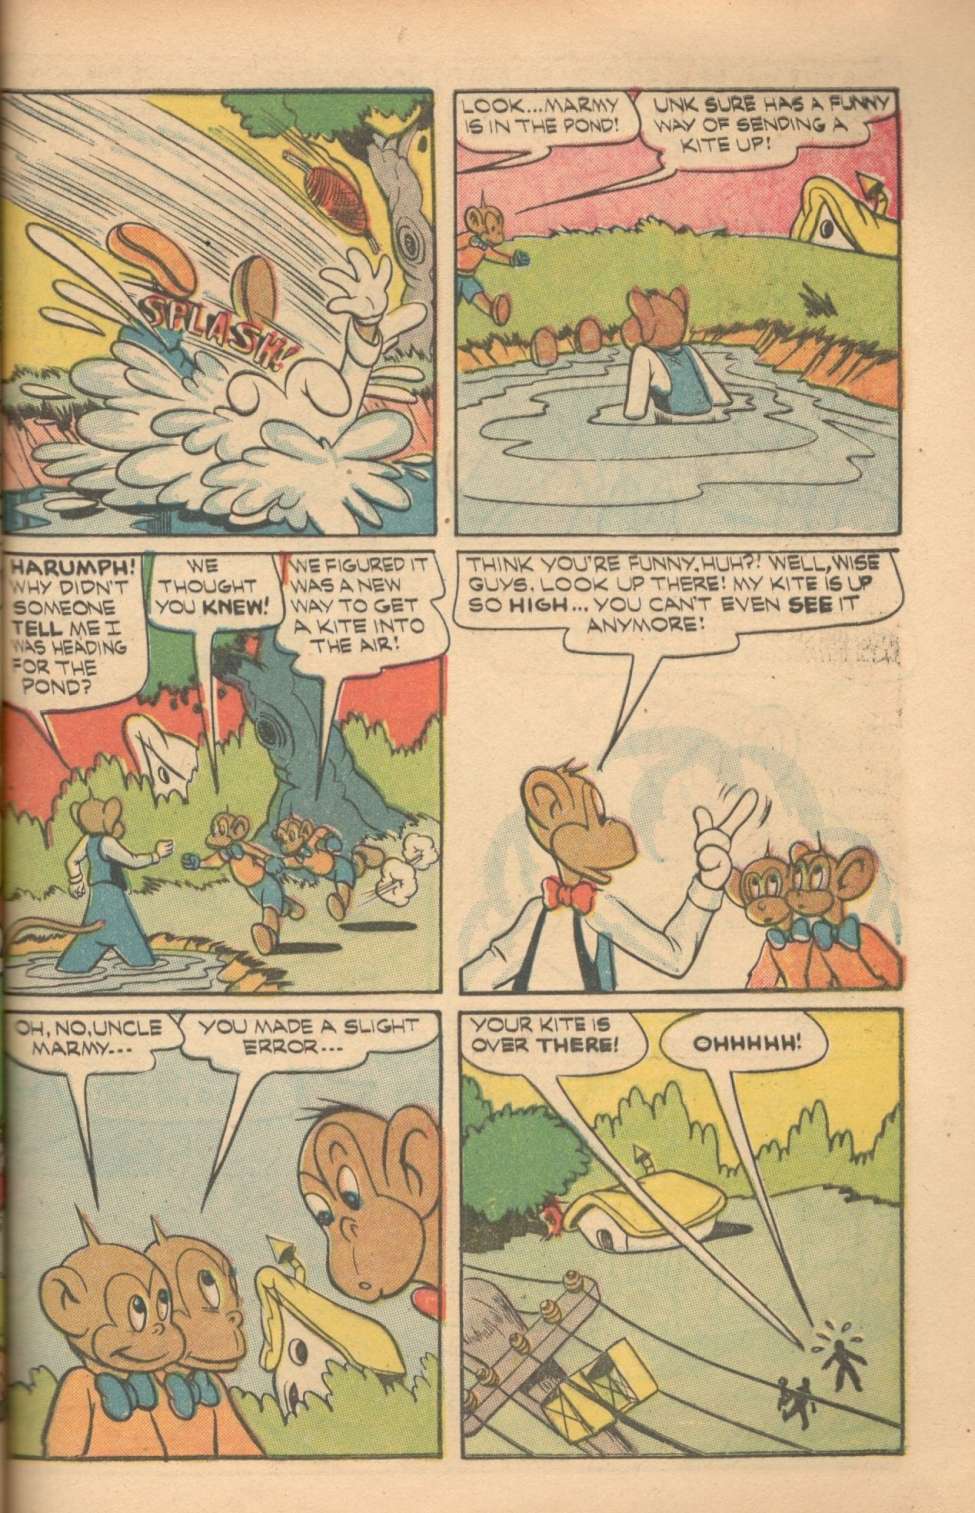 SPLASH!
LOOK...MARMY
IS IN THE POND!
UNK SURE HAS A FUNNY
WAY OF SENDING A
KITE UP!
HARUMPH!
WHY DIDN'T
SOMEONE
TELL ME I
WAS HEADING
FOR THE
POND?
WE
THOUGHT
YOU KNEW!
WE FIGURED IT
WAS A NEW
WAY TO GET
A KITE INTO
THE AIR!
THINK YOU'RE FUNNY, HUH?! WELL, WISE
GUYS, LOOK UP THERE! MY KITE IS UP
SO HIGH... YOU CAN'T EVEN SEE IT
ANYMORE!
OH, NO, UNCLE
MARMY---
YOU MADE A SLIGHT
ERROR---
YOUR KITE IS
OVER THERE!
OHHHHH!